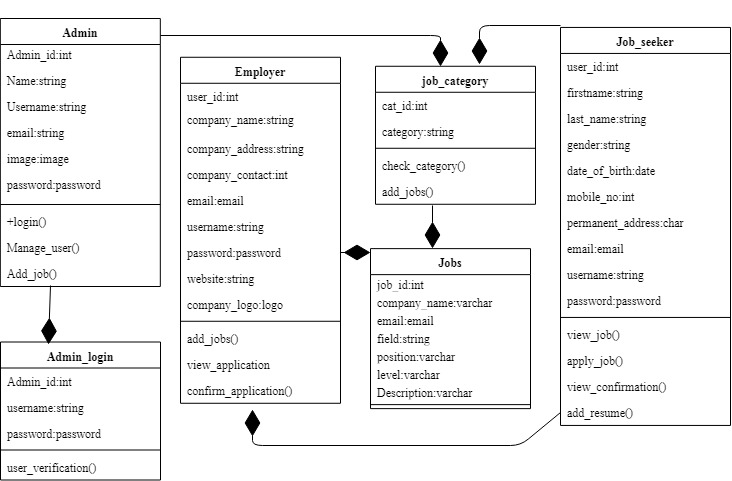 Admin
Admin_id:int
Name:string
Username:string
email:string
image:image
password:password
+login()
Manage_user()
Add_job()
Admin_login
Admin_id:int
username:string
password:password
user_verification()
Employer
user_id:int
company_name:string
company_address:string
company_contact:int
email:email
username:string
password:password
website:string
company_logo:logo
add_jobs()
view_application
confirm_application()
job_category
cat_id:int
category:string
check_category()
add_jobs()
Jobs
job_id:int
company_name:varchar
email:email
field:string
position:varchar
level:varchar
Description:varchar
Job_seeker
user_id:int
firstname:string
last_name:string
gender:string
date_of_birth:date
mobile_no:int
permanent_address:char
email:email
username:string
password:password
view_job()
apply_job()
view_confirmation()
add_resume()